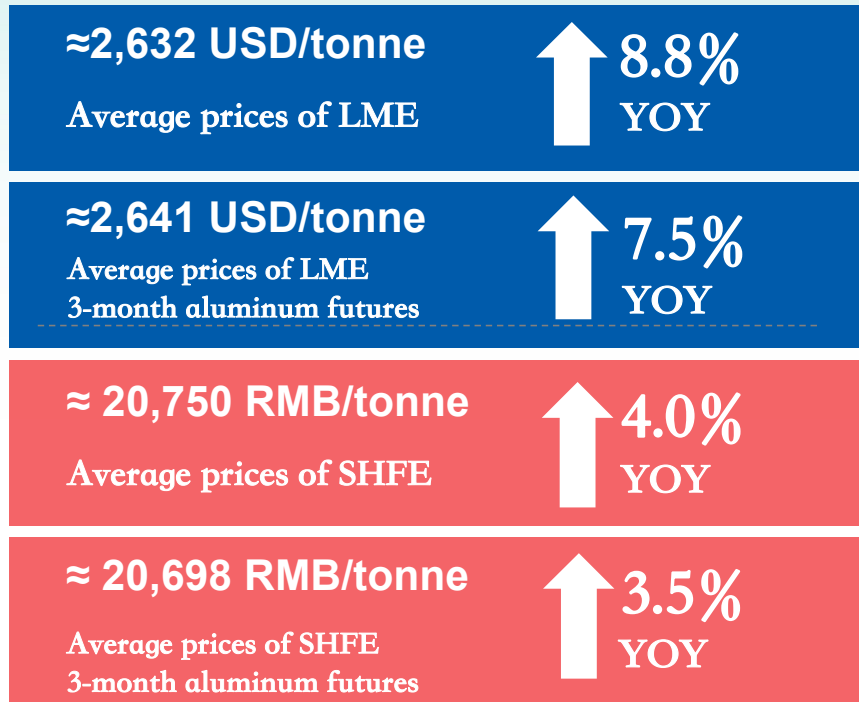 ≈2,632 USD/tonne
8.8%
Average prices of LME
YOY
≈2,641 USD/tonne
7.5%
Average prices of LME
3-month aluminum futures
YOY
≈ 20,750 RMB/tonne
4.0%
Average prices of SHFE
YOY
≈ 20,698 RMB/tonne
3.5%
Average prices of SHFE
3-month aluminum futures
YOY